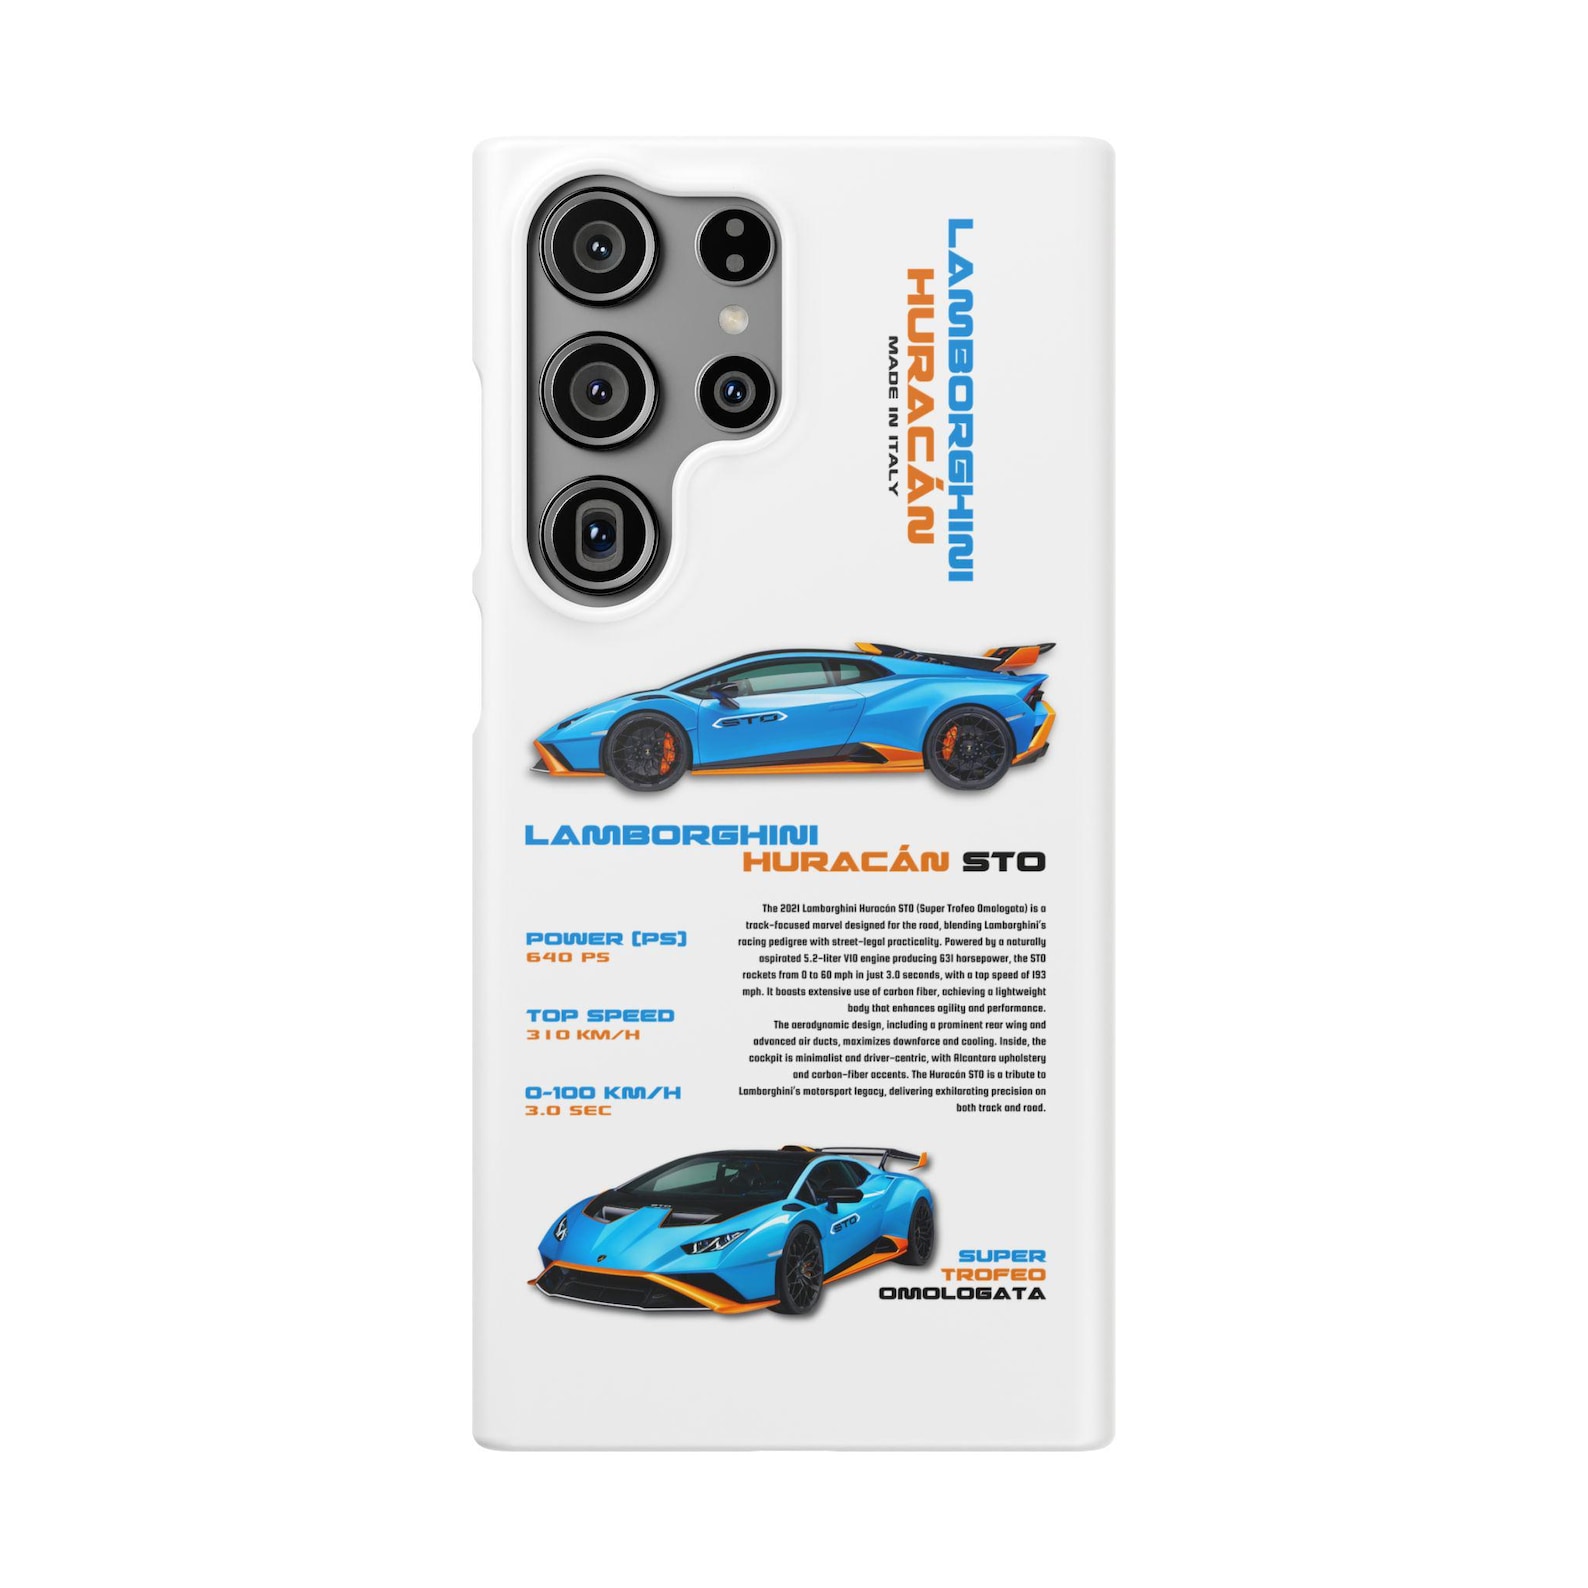 LAMBORGHINI
HURACÁN
MADE IN ITALY
STO
LAMBORGHINI
HURACÁN STO
The 2021 Lamborghini Huracán STO (Super Trofeo Omologata) is a
track-focused marvel designed for the road, blending Lamborghini's
racing pedigree with street-legal practicality. Powered by a naturally
aspirated 5.2-liter V10 engine producing 631 horsepower, the STO
rockets from 0 to 60 mph in just 3.0 seconds, with a top speed of 193
mph. It boasts extensive use of carbon fiber, achieving a lightweight
body that enhances agility and performance.
The aerodynamic design, including a prominent rear wing and
advanced air ducts, maximizes downforce and cooling. Inside, the
cockpit is minimalist and driver-centric, with Alcantara upholstery
and carbon-fiber accents. The Huracán STO is a tribute to
Lamborghini's motorsport legacy, delivering exhilarating precision on
both track and road.
POWER (PS)
640 PS
TOP SPEED
310 KM/H
0-100 KM/H
3.0 SEC
STO
STO
SUPER
TROFEO
OMOLOGATA